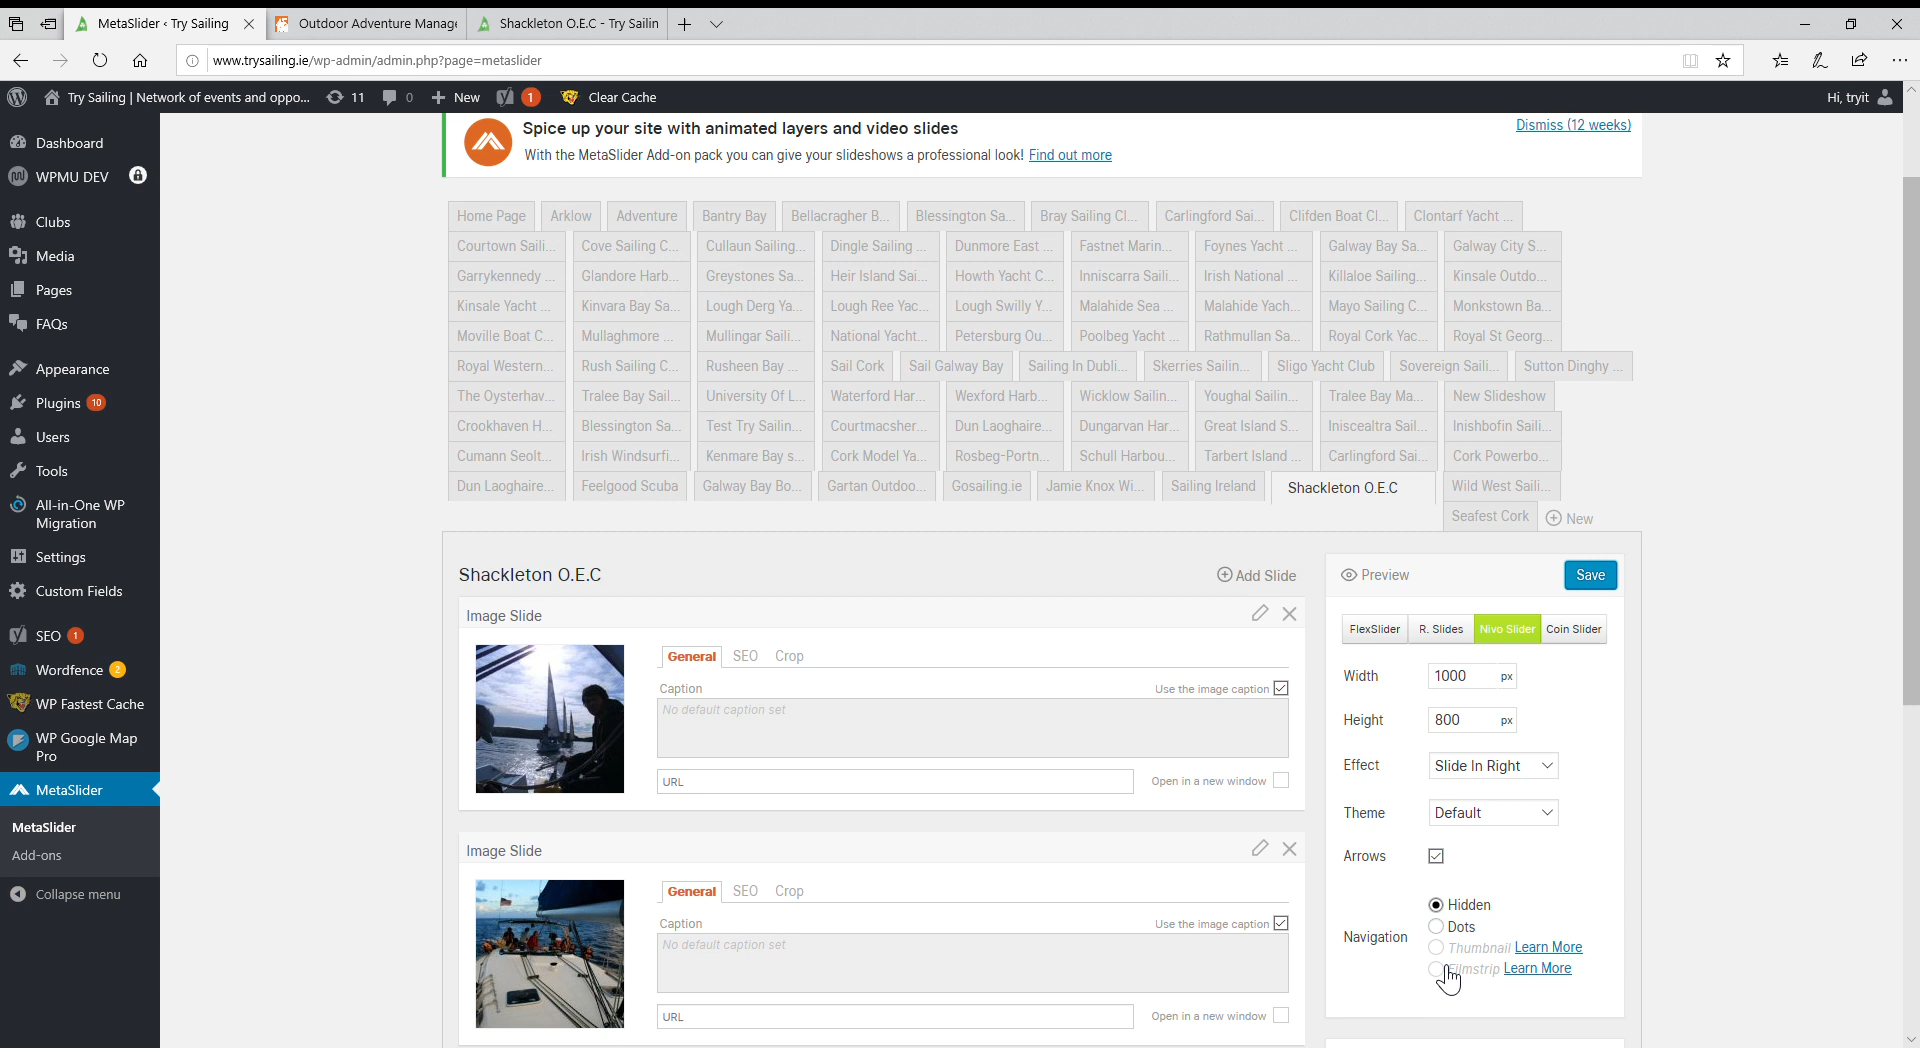 MetaSlider ‹ Try Sailing
Outdoor Adventure Manage
Shackleton O.E.C - Try Sailin
www.trysailing.ie/wp-admin/admin.php?page=metaslider
Try Sailing | Network of events and oppo... 11 0 New 1 Clear Cache Hi, tryit
Dashboard
WPMU DEV
Clubs
Media
Pages
FAQs
Appearance
Plugins 10
Users
Tools
All-in-One WP
Migration
Settings
Custom Fields
SEO 1
Wordfence 2
WP Fastest Cache
WP Google Map
Pro
MetaSlider
MetaSlider
Add-ons
Collapse menu
Spice up your site with animated layers and video slides
Dismiss (12 weeks)
With the MetaSlider Add-on pack you can give your slideshows a professional look! Find out more
Home Page Arklow Adventure Bantry Bay Bellacragher B... Blessington Sa... Bray Sailing Cl... Carlingford Sai... Clifden Boat Cl... Clontarf Yacht ...
Courtown Saili... Cove Sailing C... Cullaun Sailing... Dingle Sailing ... Dunmore East ... Fastnet Marin... Foynes Yacht ... Galway Bay Sa... Galway City S...
Garrykennedy ... Glandore Harb... Greystones Sa... Heir Island Sai... Howth Yacht C... Inniscarra Saili... Irish National ... Killaloe Sailing... Kinsale Outdo...
Kinsale Yacht ... Kinvara Bay Sa... Lough Derg Ya... Lough Ree Yac... Lough Swilly Y... Malahide Sea ... Malahide Yach... Mayo Sailing C... Monkstown Ba...
Moville Boat C... Mullaghmore ... Mullingar Saili... National Yacht... Petersburg Ou... Poolbeg Yacht ... Rathmullan Sa... Royal Cork Yac... Royal St Georg...
Royal Western... Rush Sailing C... Rusheen Bay ... Sail Cork Sail Galway Bay Sailing In Dubli... Skerries Sailin... Sligo Yacht Club Sovereign Saili... Sutton Dinghy ...
The Oysterhav... Tralee Bay Sail... University Of L... Waterford Har... Wexford Harb... Wicklow Sailin... Youghal Sailin... Tralee Bay Ma... New Slideshow
Crookhaven H... Blessington Sa... Test Try Sailin... Courtmacsher... Dun Laoghaire... Dungarvan Har... Great Island S... Iniscealtra Sail... Inishbofin Saili...
Cumann Seolt... Irish Windsurfi... Kenmare Bay s... Cork Model Ya... Rosbeg-Portn... Schull Harbou... Tarbert Island ... Carlingford Sai... Cork Powerbo...
Dun Laoghaire... Feelgood Scuba Galway Bay Bo... Gartan Outdoo... Gosailing.ie Jamie Knox Wi... Sailing Ireland Shackleton O.E.C Wild West Saili...
Seafest Cork New
Shackleton O.E.C
Add Slide
Image Slide
General SEO Crop
Caption
Use the image caption
No default caption set
URL
Open in a new window
Image Slide
General SEO Crop
Caption
Use the image caption
No default caption set
URL
Open in a new window
Preview
Save
FlexSlider R. Slides Nivo Slider Coin Slider
Width 1000 px
Height 800 px
Effect Slide In Right
Theme Default
Arrows
Navigation
Hidden
Dots
Thumbnail Learn More
Filmstrip Learn More